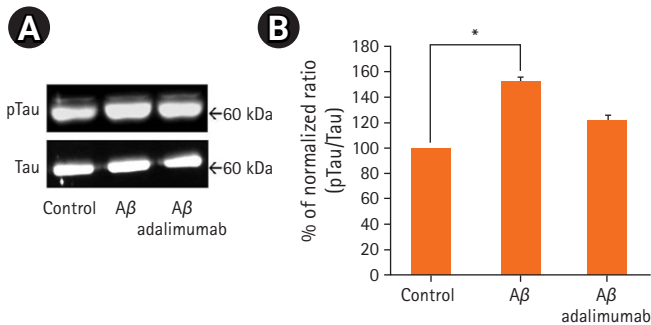 A
pTau
←60 kDa
Tau
←60 kDa
Control
Aβ
Aβ
adalimumab
B
% of normalized ratio
(pTau/Tau)
180
160
140
120
100
80
60
40
20
0
*
Control
Aβ
Aβ
adalimumab